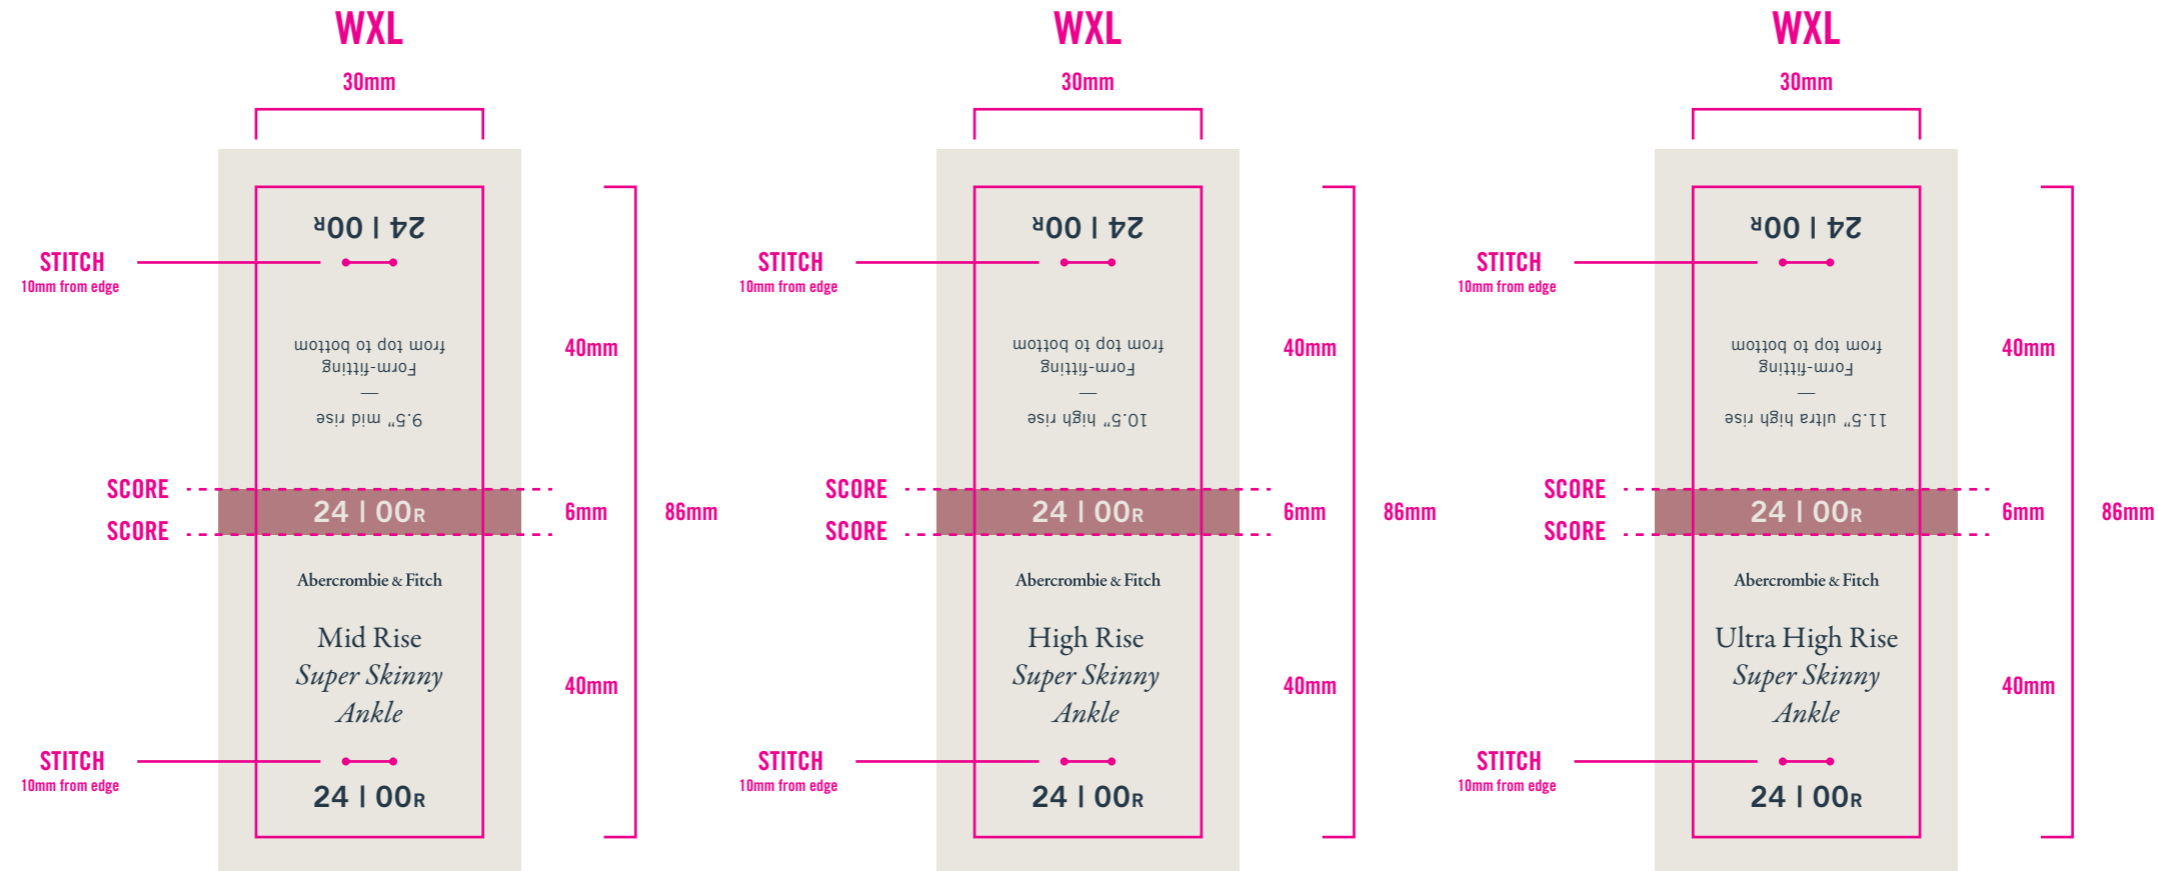 WXL
30mm
24 | 00R
STITCH
10mm from edge
from top to bottom
Form-fitting
—
9.5" mid rise
40mm
SCORE
SCORE
24 | 00R
6mm
86mm
Abercrombie & Fitch
Mid Rise
Super Skinny
Ankle
40mm
STITCH
10mm from edge
24 | 00R
WXL
30mm
24 | 00R
STITCH
10mm from edge
from top to bottom
Form-fitting
—
10.5" high rise
40mm
SCORE
SCORE
24 | 00R
6mm
86mm
Abercrombie & Fitch
High Rise
Super Skinny
Ankle
40mm
STITCH
10mm from edge
24 | 00R
WXL
30mm
24 | 00R
STITCH
10mm from edge
from top to bottom
Form-fitting
—
11.5" ultra high rise
40mm
SCORE
SCORE
24 | 00R
6mm
86mm
Abercrombie & Fitch
Ultra High Rise
Super Skinny
Ankle
40mm
STITCH
10mm from edge
24 | 00R